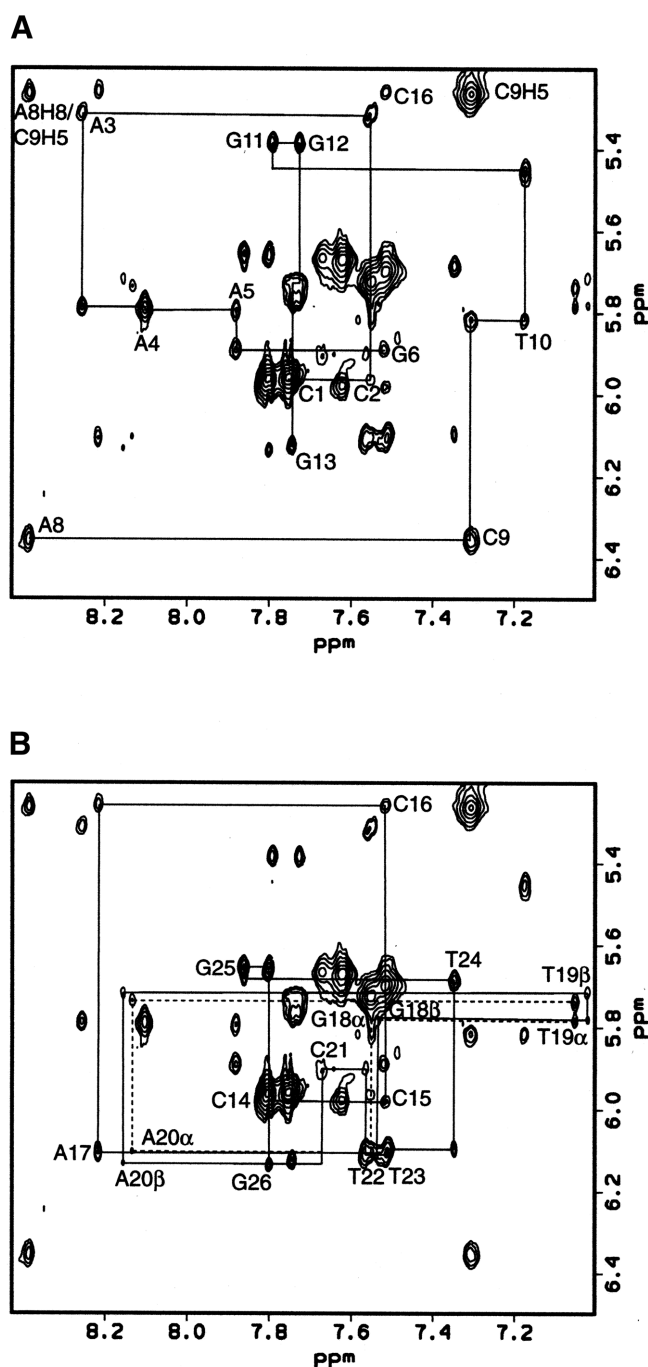 A
A8H8/ A3 C16 C9H5
C9H5
G11 G12
5.4
5.6
A5
5.8
A4 T10
ppm
G6
C1 C2
6.0
G13
6.2
A8 C9
6.4
8.2 8.0 7.8 7.6 7.4 7.2
ppm
B
C16
5.4
5.6
G25 T24 T19β
G18α G18β
5.8
T19α
ppm
C21
C14 C15
6.0
A17 A20α
A20β G26 T22 T23
6.2
6.4
8.2 8.0 7.8 7.6 7.4 7.2
ppm